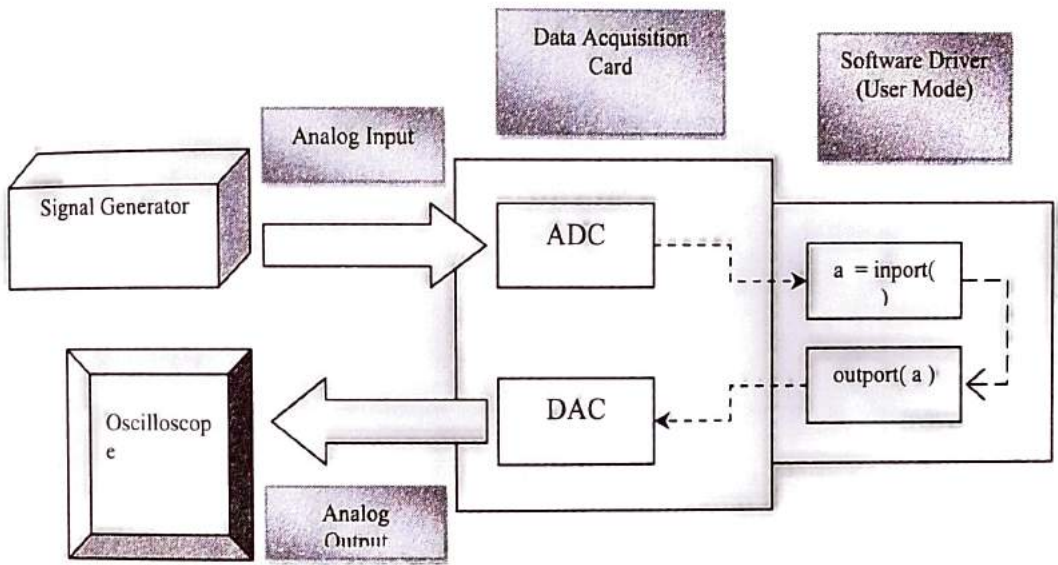 Data Acquisition
Card
Software Driver
(User Mode)
Analog Input
Signal Generator
ADC
a = inport(
)
outport( a )
DAC
Oscilloscop
e
Analog
Output